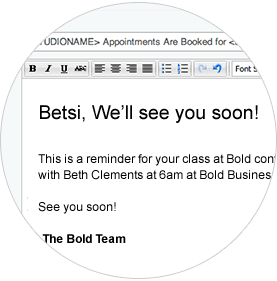 TUDIONAME> Appointments Are Booked for <
B I U ABC Font S
Betsi, We'll see you soon!
This is a reminder for your class at Bold con
with Beth Clements at 6am at Bold Busines
See you soon!
The Bold Team